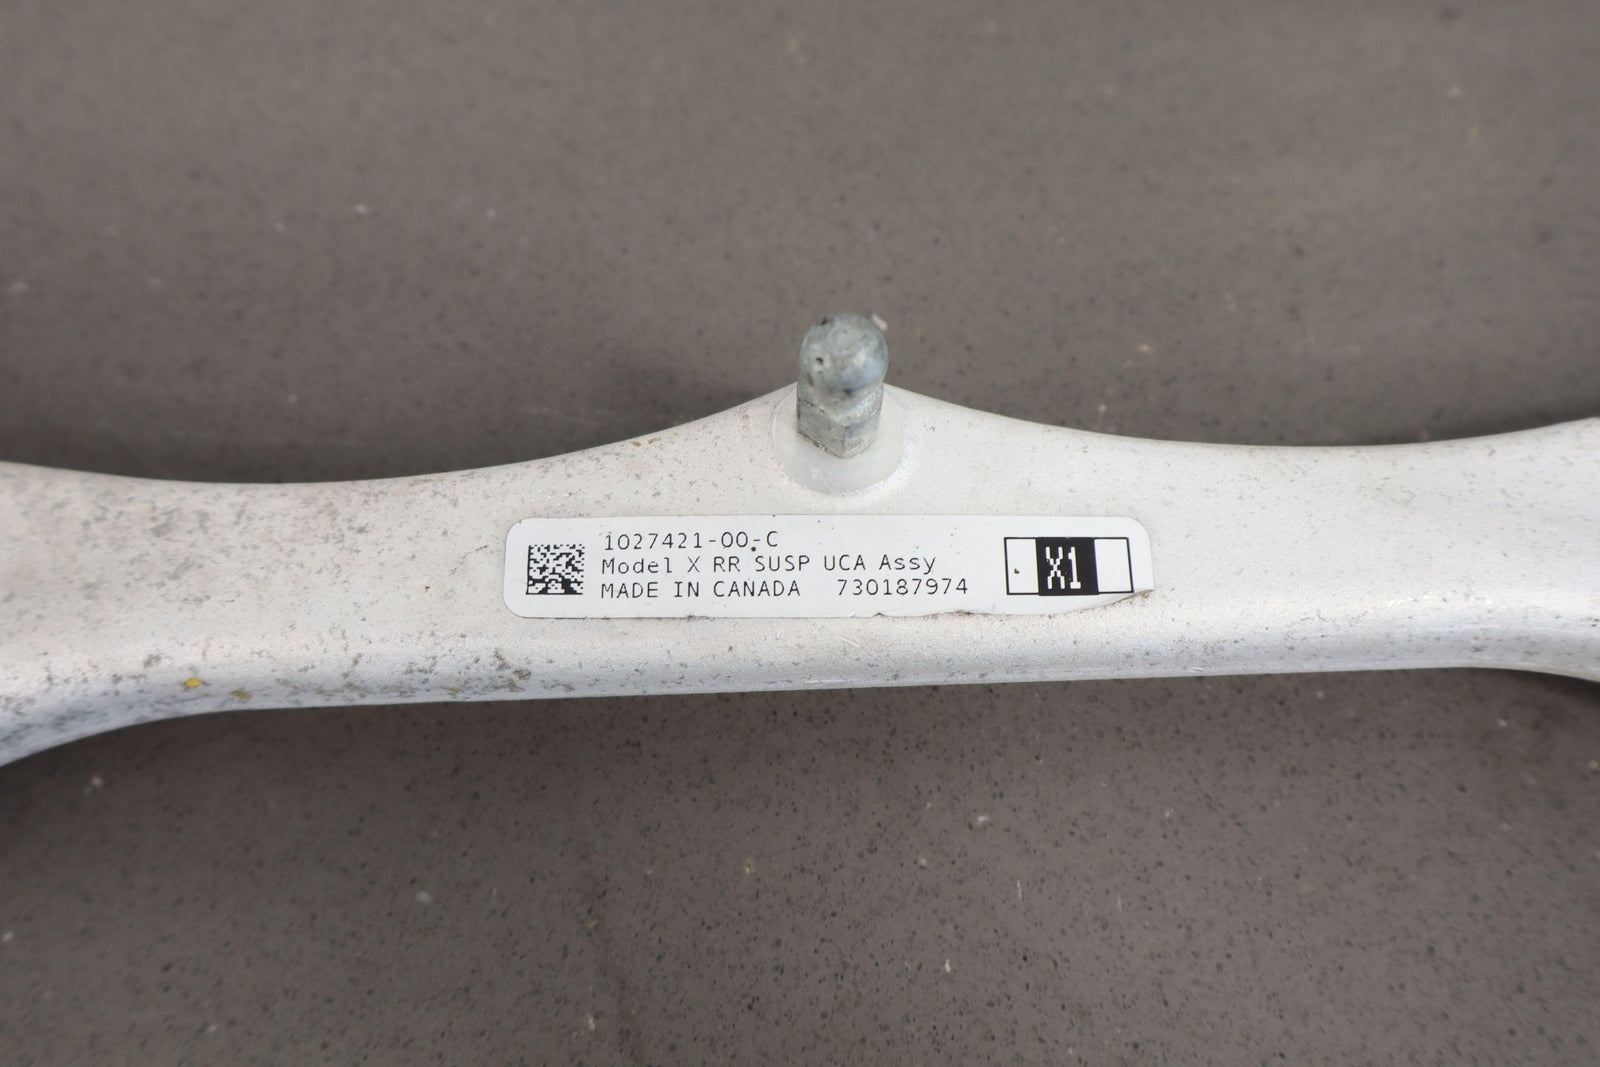 1027421-00-C
Model X RR SUSP UCA Assy
MADE IN CANADA 730187974
X1